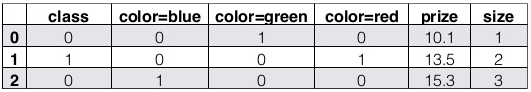 class color=blue color=green color=red prize size
0 0 0 1 0 10.1 1
1 1 0 0 1 13.5 2
2 0 1 0 0 15.3 3